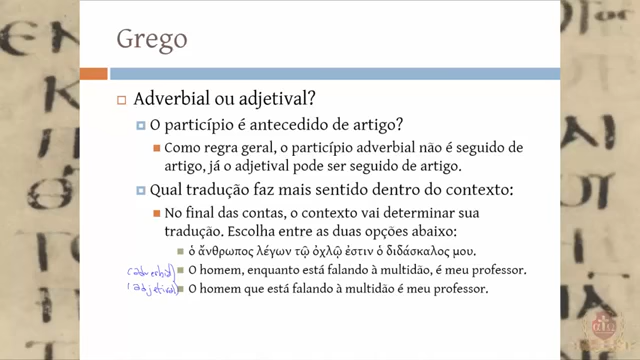 Grego
Adverbial ou adjetival?
O particípio é antecedido de artigo?
Como regra geral, o particípio adverbial não é seguido de
artigo, já o adjetival pode ser seguido de artigo.
Qual tradução faz mais sentido dentro do contexto:
No final das contas, o contexto vai determinar sua
tradução. Escolha entre as duas opções abaixo:
ὁ ἄνθρωπος λέγων τῷ ὀχλῷ ἐστιν ὁ διδάσκαλος μου.
(adverbial) O homem, enquanto está falando à multidão, é meu professor.
(adjetival) O homem que está falando à multidão é meu professor.